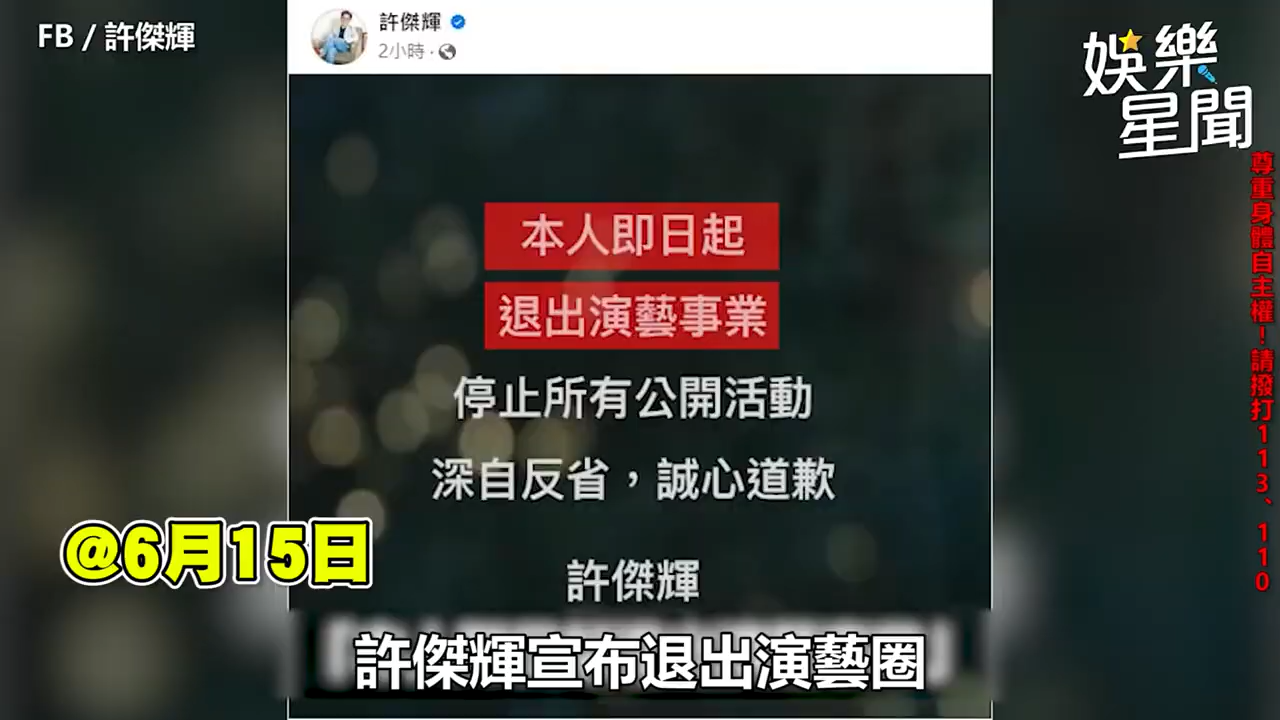 FB / 許傑輝
許傑輝
2小時 ·
娛樂
星聞
尊重身體自主權！請撥打113、110
本人即日起
退出演藝事業
停止所有公開活動
深自反省，誠心道歉
許傑輝
@6月15日
許傑輝宣布退出演藝圈